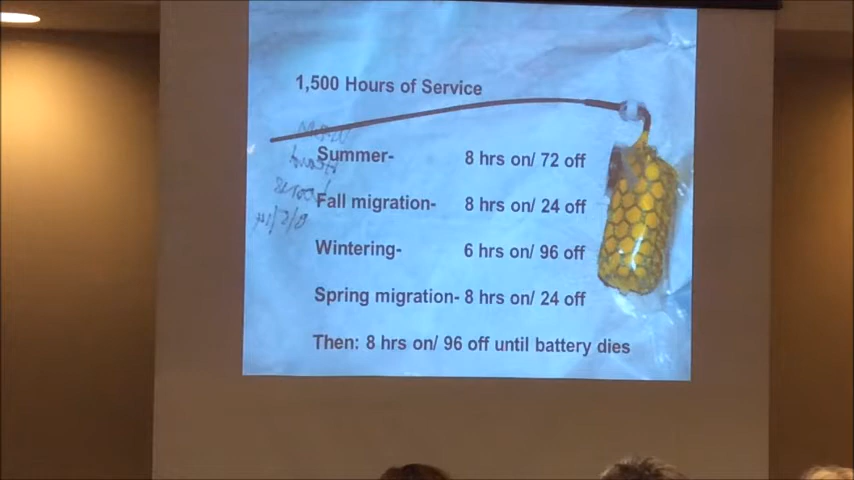 1,500 Hours of Service
Summer- 8 hrs on/ 72 off
Fall migration- 8 hrs on/ 24 off
Wintering- 6 hrs on/ 96 off
Spring migration- 8 hrs on/ 24 off
Then: 8 hrs on/ 96 off until battery dies